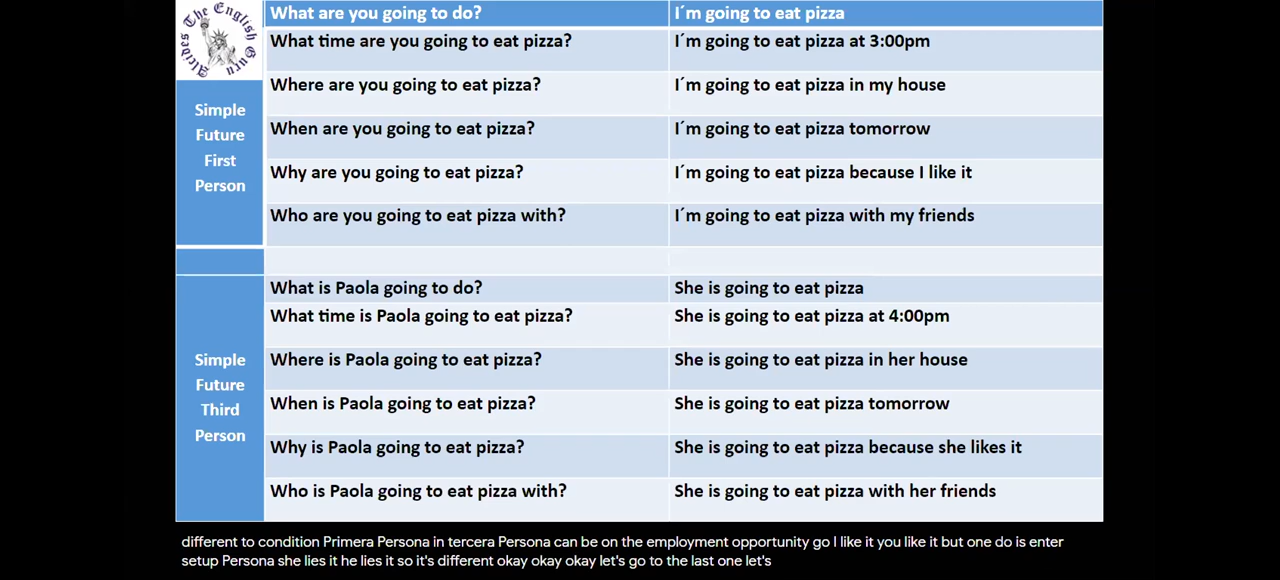 Alcibes The English Guru
What are you going to do? I´m going to eat pizza
What time are you going to eat pizza? I´m going to eat pizza at 3:00pm
Where are you going to eat pizza? I´m going to eat pizza in my house
When are you going to eat pizza? I´m going to eat pizza tomorrow
Why are you going to eat pizza? I´m going to eat pizza because I like it
Who are you going to eat pizza with? I´m going to eat pizza with my friends
Simple
Future
First
Person
What is Paola going to do? She is going to eat pizza
What time is Paola going to eat pizza? She is going to eat pizza at 4:00pm
Where is Paola going to eat pizza? She is going to eat pizza in her house
When is Paola going to eat pizza? She is going to eat pizza tomorrow
Why is Paola going to eat pizza? She is going to eat pizza because she likes it
Who is Paola going to eat pizza with? She is going to eat pizza with her friends
Simple
Future
Third
Person
different to condition Primera Persona in tercera Persona can be on the employment opportunity go I like it you like it but one do is enter
setup Persona she lies it he lies it so it's different okay okay okay let's go to the last one let's